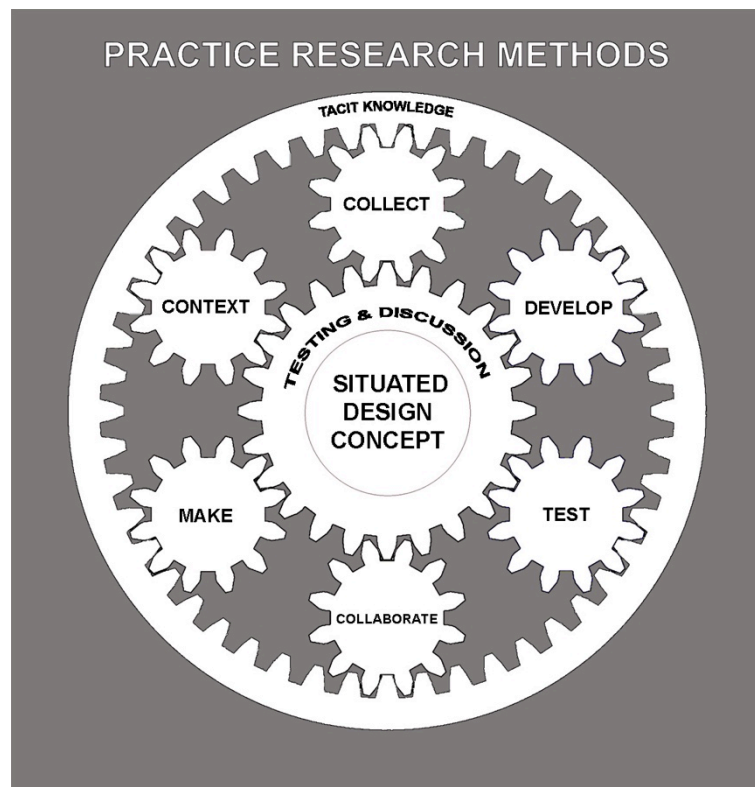 PRACTICE RESEARCH METHODS
TACIT KNOWLEDGE
COLLECT
CONTEXT
DEVELOP
TESTING & DISCUSSION
SITUATED
DESIGN
CONCEPT
MAKE
TEST
COLLABORATE